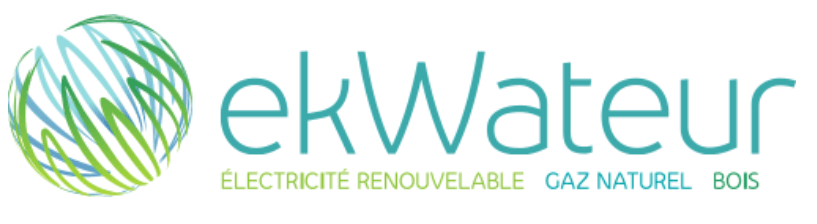 ekWateur
ÉLECTRICITÉ RENOUVELABLE GAZ NATUREL BOIS